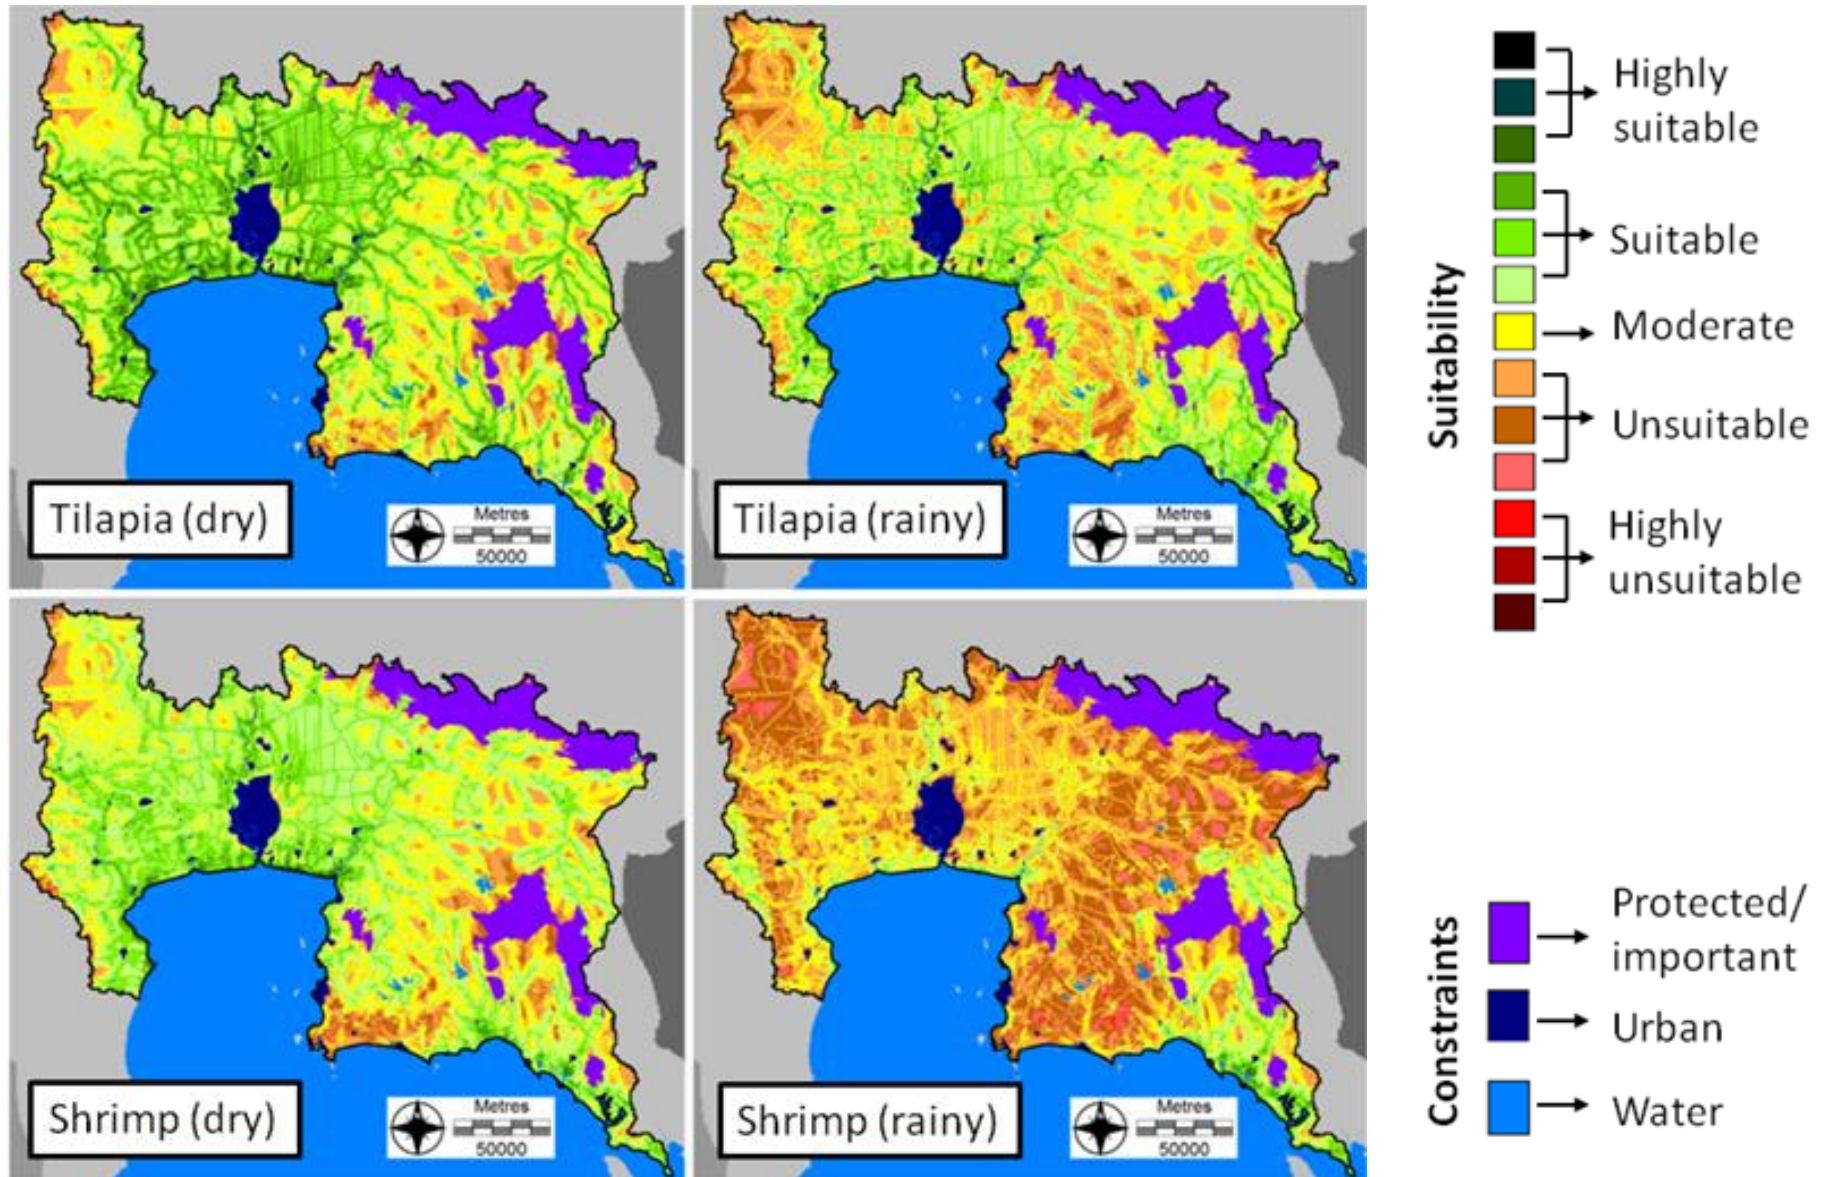 Tilapia (dry)
Metres
50000
Tilapia (rainy)
Metres
50000
Shrimp (dry)
Metres
50000
Shrimp (rainy)
Metres
50000
Suitability
Highly
suitable
Suitable
Moderate
Unsuitable
Highly
unsuitable
Constraints
Protected/
important
Urban
Water